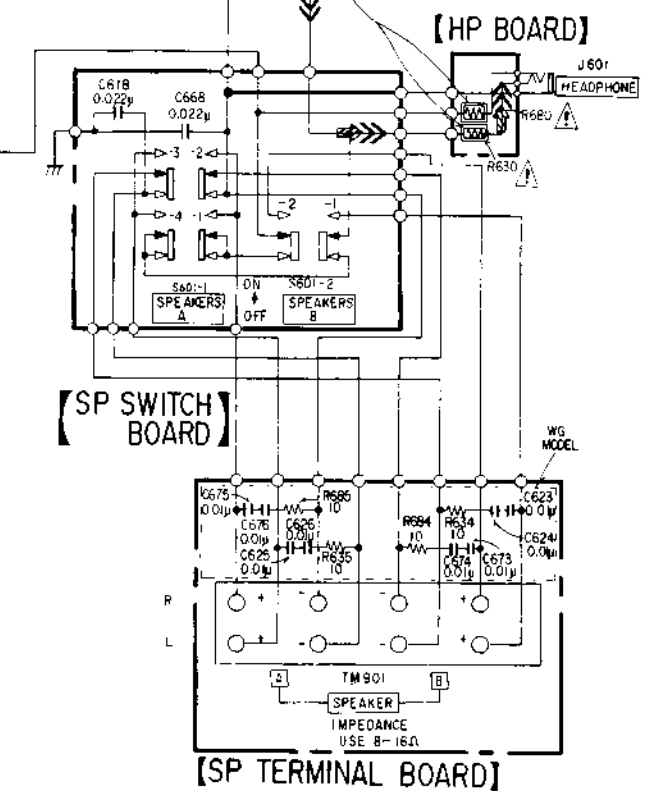 【HP BOARD】
J601
HEADPHONE
C618
0.022μ
C668
0.022μ
R680
R630
-3 -2
-4 -1
-2 -1
S601-1
ON
S601-2
SPEAKERS
A
SPEAKERS
B
OFF
【SP SWITCH
BOARD】
WG
MODEL
C675
0.01μ
R685
10
C623
0.01μ
C676
0.01μ
C626
0.01μ
R684
10
R634
10
C624
0.01μ
C625
0.01μ
R635
10
C674
0.01μ
C673
0.01μ
R + - - +
L + - - +
A TM901 B
SPEAKER
IMPEDANCE
USE 8-16Ω
【SP TERMINAL BOARD】